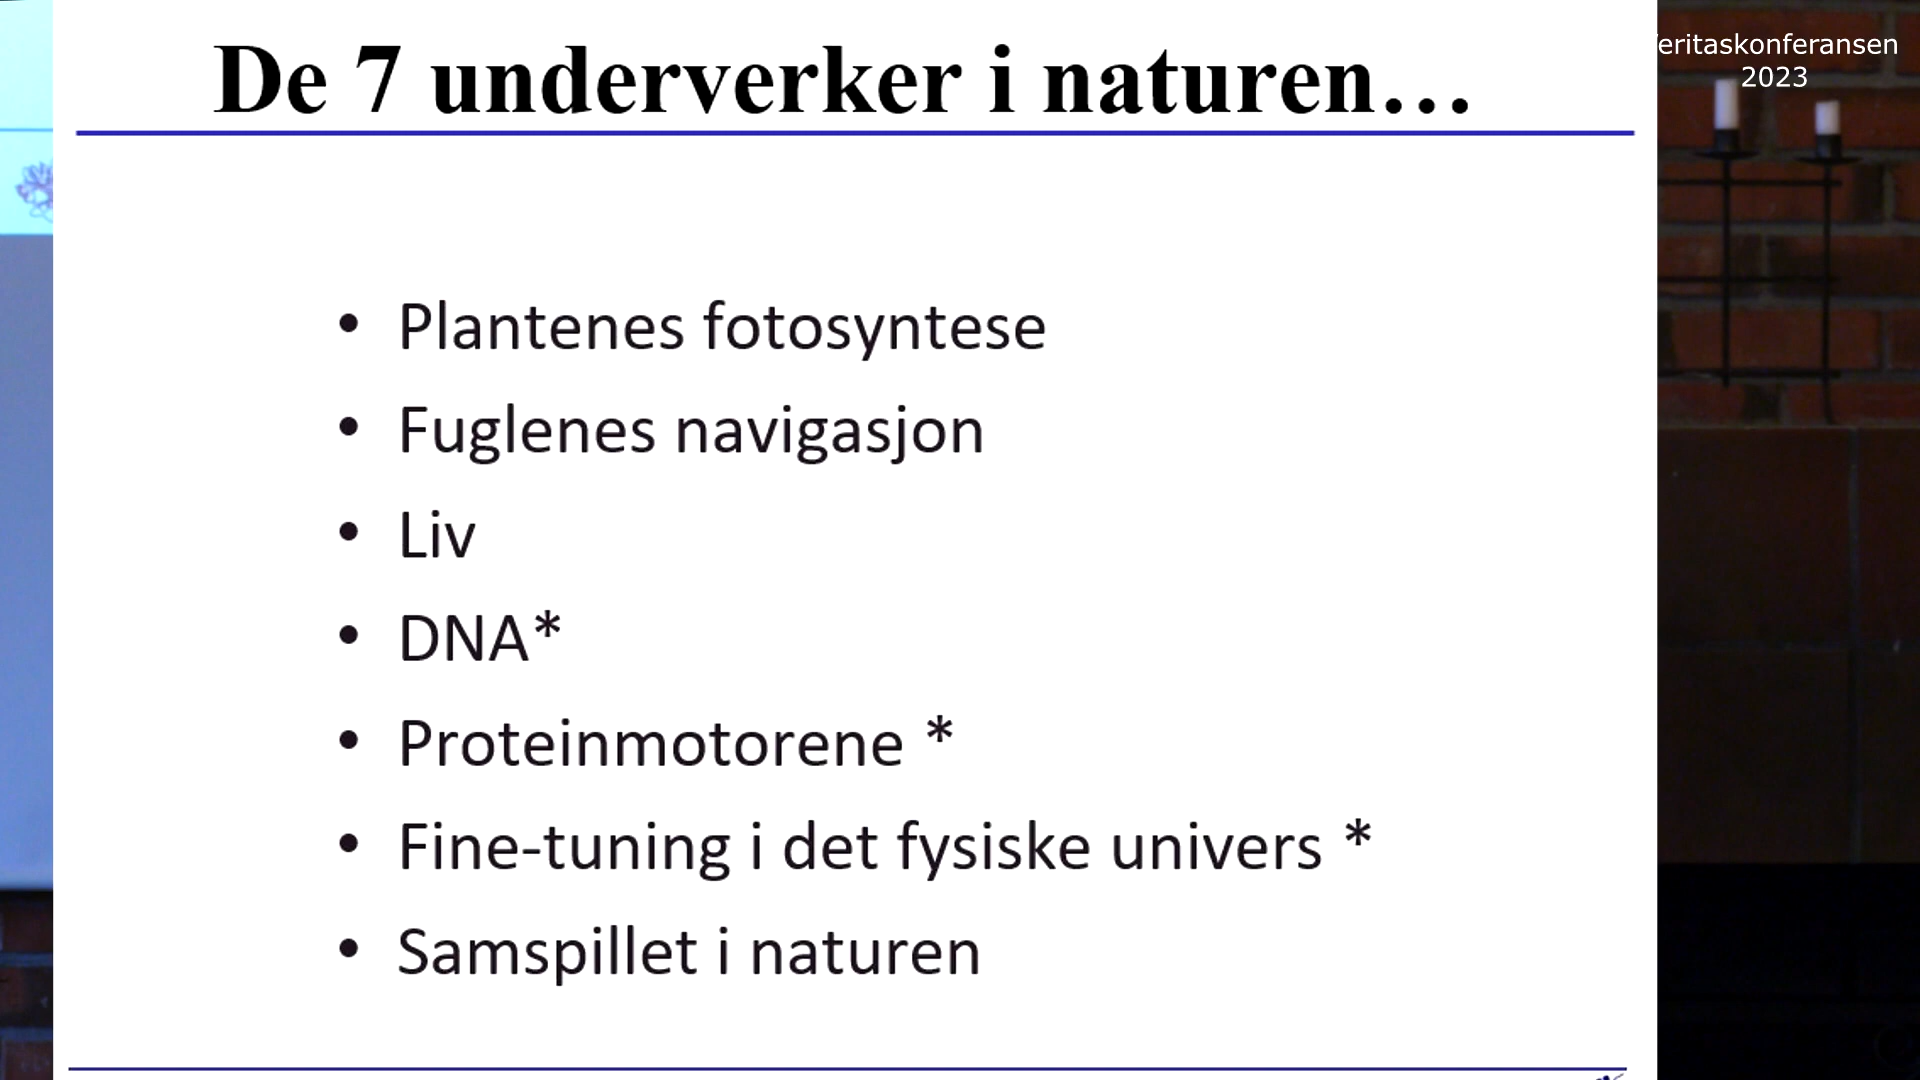 De 7 underverker i naturen…
eritaskonferansen
2023
• Plantenes fotosyntese
• Fuglenes navigasjon
• Liv
• DNA*
• Proteinmotorene *
• Fine-tuning i det fysiske univers *
• Samspillet i naturen